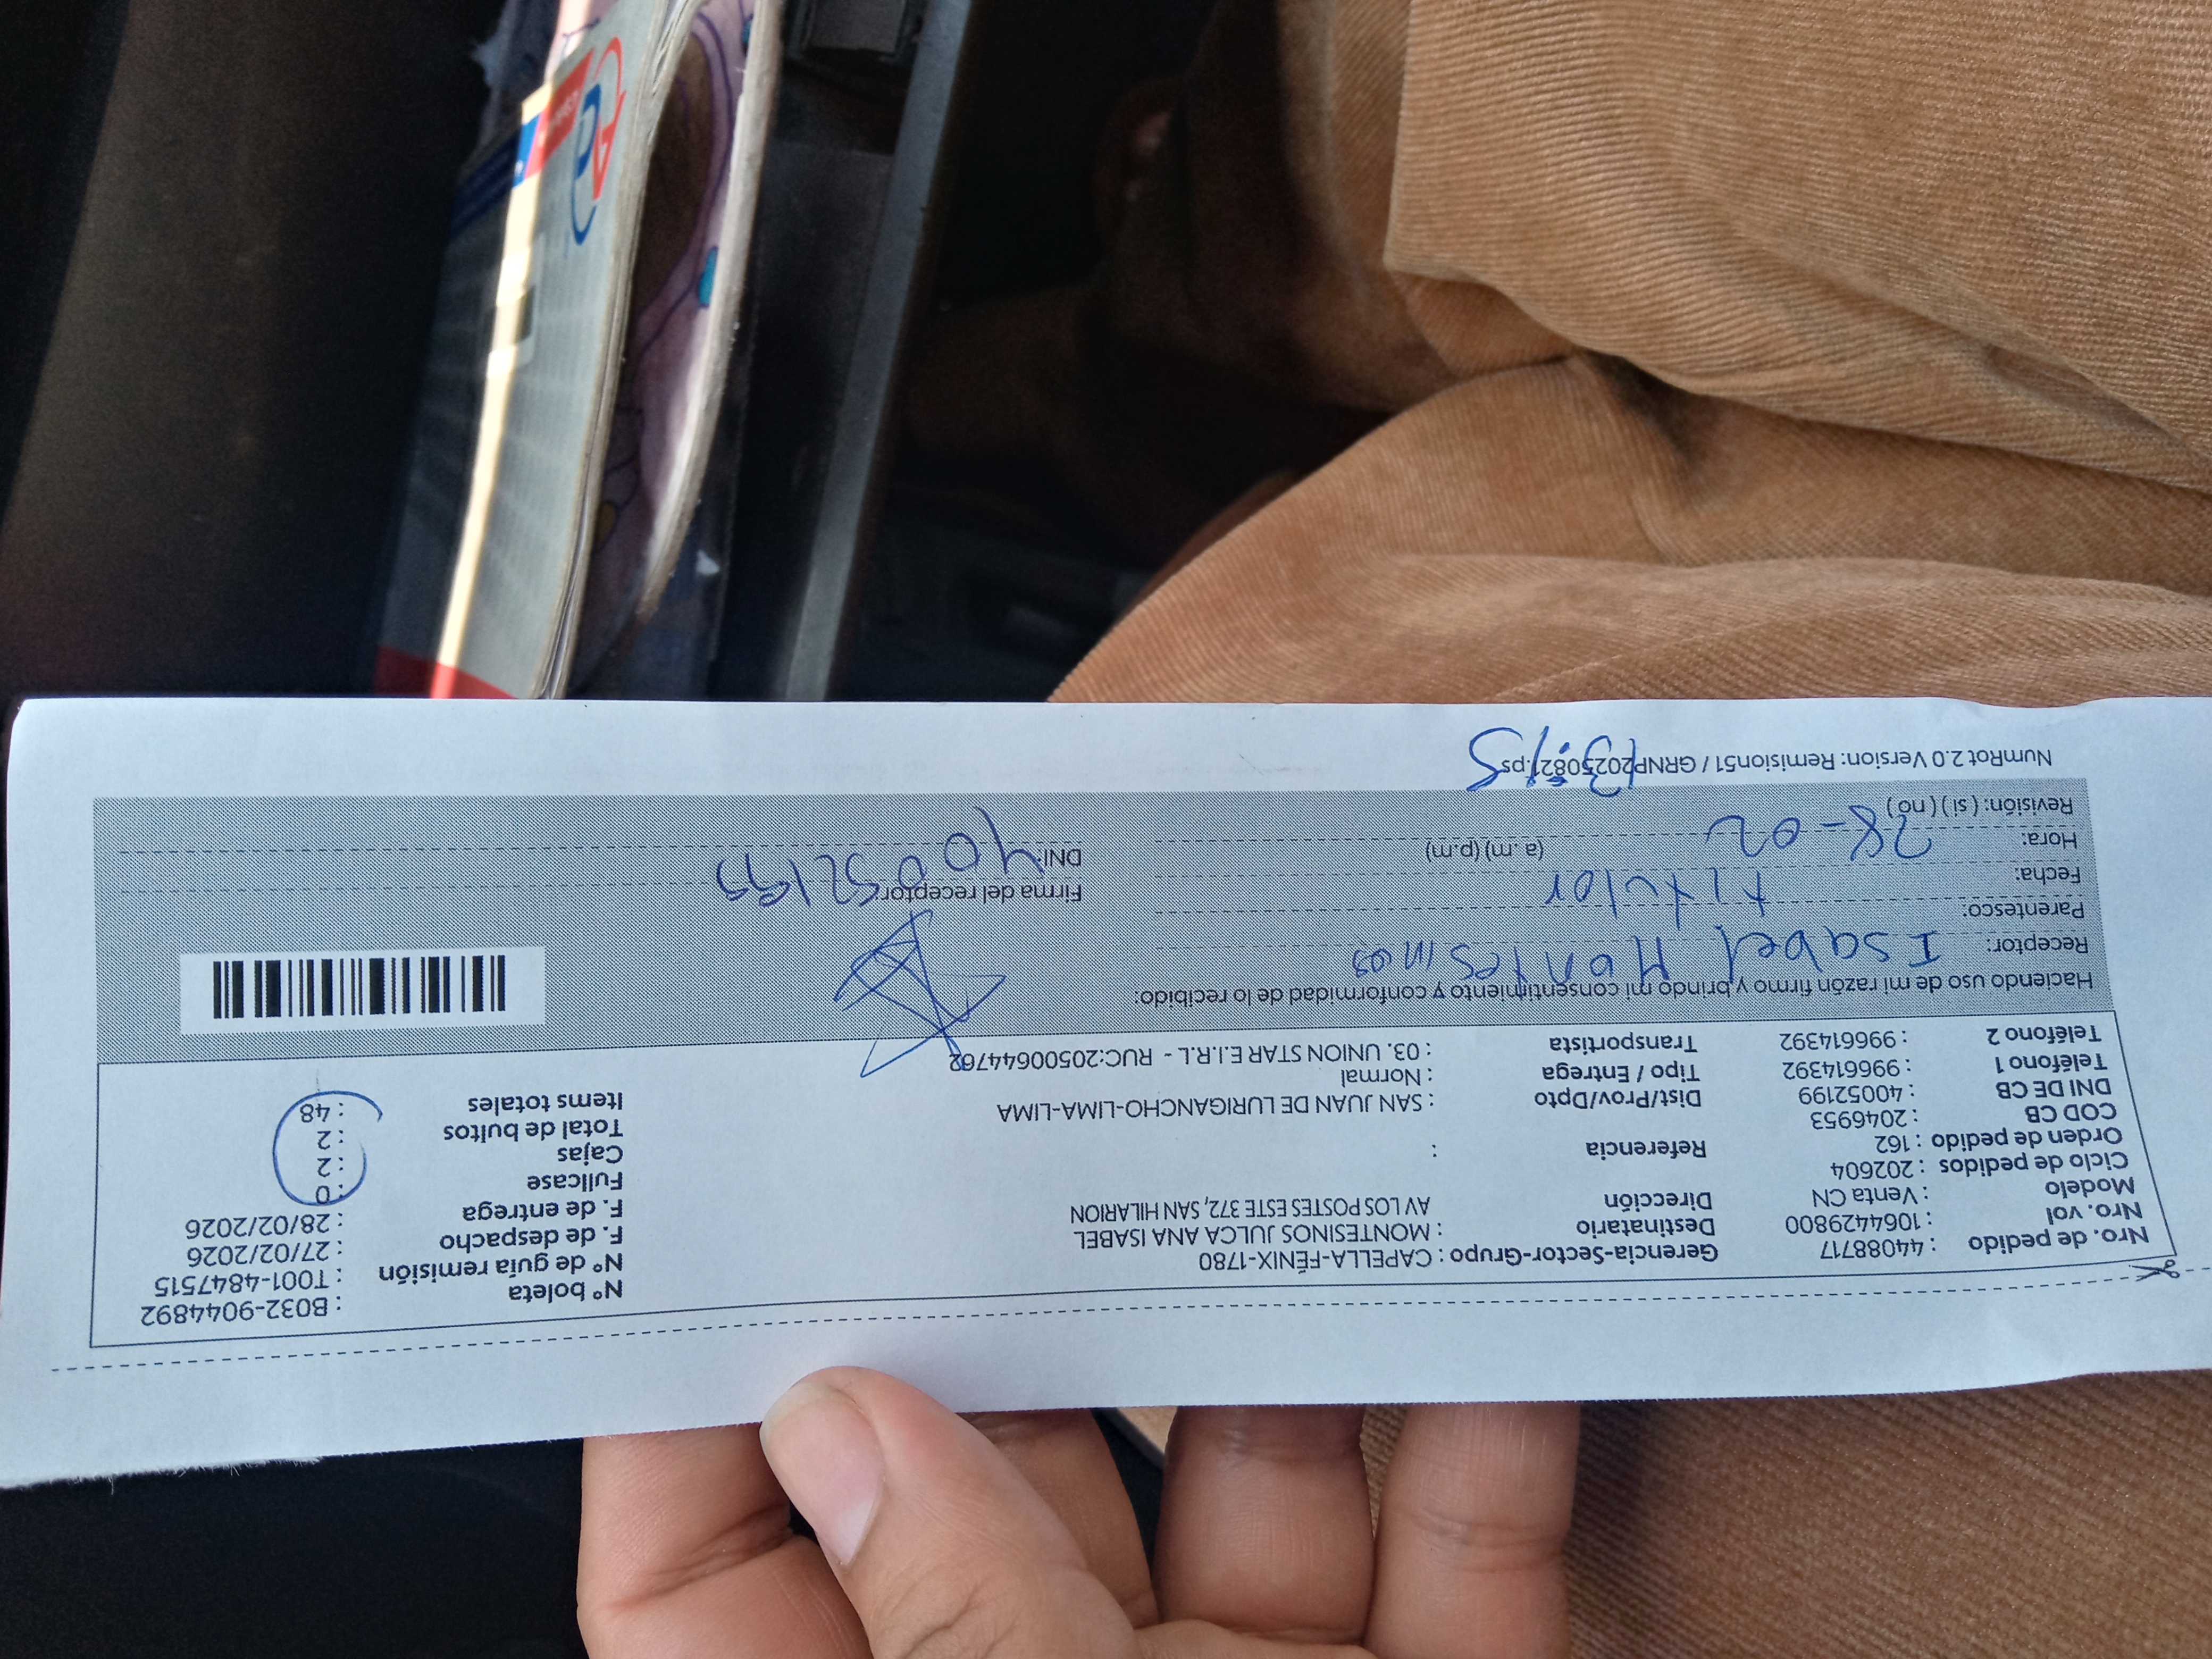 Nro. de pedido : 44088717
Nro. vol : 1064429800
Modelo : Venta CN
Ciclo de pedidos : 202604
Orden de pedido : 162
COD CB : 2046953
DNI DE CB : 40052199
Teléfono 1 : 996614392
Teléfono 2 : 996614392
Gerencia-Sector-Grupo : CAPELLA-FÉNIX-1780
Destinatario : MONTESINOS JULCA ANA ISABEL
Dirección AV LOS POSTES ESTE 372, SAN HILARION
Referencia :
Dist/Prov/Dpto : SAN JUAN DE LURIGANCHO-LIMA-LIMA
Tipo / Entrega : Normal
Transportista : 03. UNION STAR E.I.R.L - RUC:20500644762
N° boleta : B032-9044892
N° de guía remisión : T001-4847515
F. de despacho : 27/02/2026
F. de entrega : 28/02/2026
Fullcase : 0
Cajas : 2
Total de bultos : 2
Items totales : 48
Haciendo uso de mi razón firmo y brindo mi consentimiento y conformidad de lo recibido:
Receptor: Isabel Montesinos
Parentesco: titular
Fecha: 28-02
Hora: (a. m) (p.m)
Revisión: ( si ) ( no ) 13:15
Firma del receptor:
DNI: 40052199
NumRot 2.0 Version: Remision51 / GRNP20250821.ps